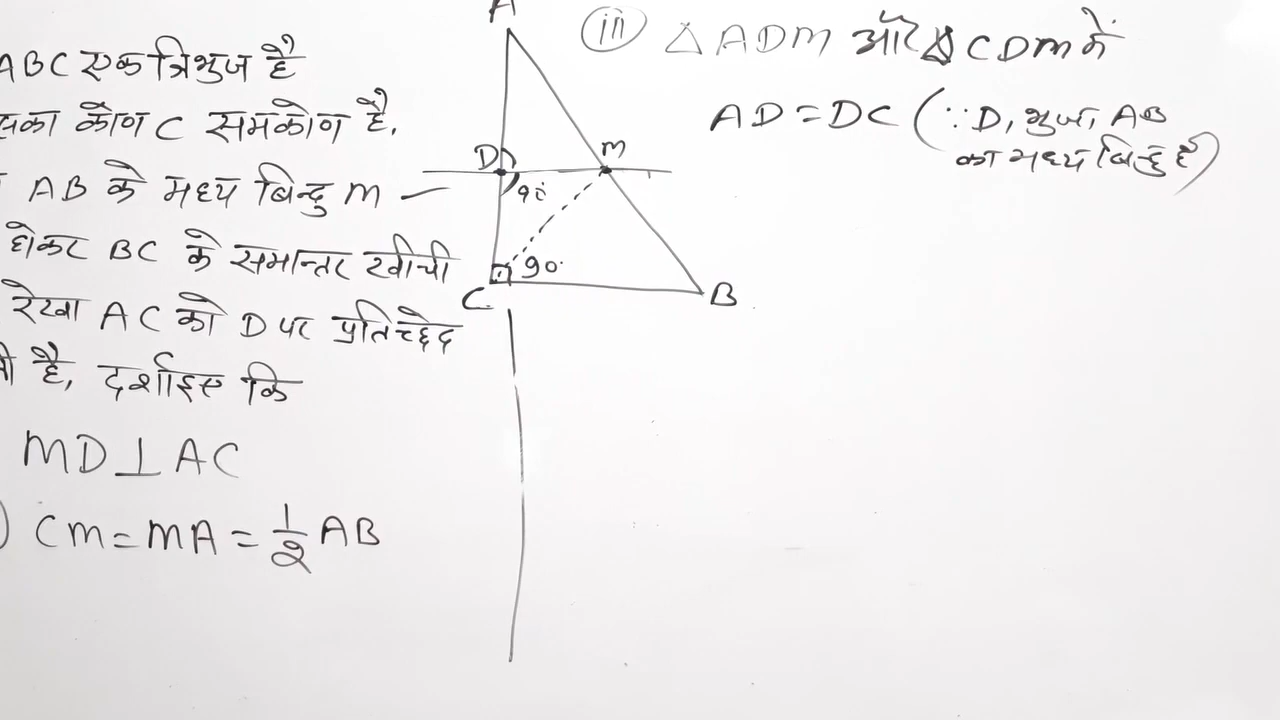 ABC एक त्रिभुज है
कोण C समकोण है,
AB के मध्य बिन्दु M
होकर BC के समान्तर खीची
रेखा AC को D पर प्रतिच्छेद
है, दर्शाइए कि
MD⊥AC
CM=MA=1/2 AB
A
D
M
90°
90°
C
B
(iii) △ADM और △CDM में
AD=DC (∵D, भुजा, AB
का मध्य बिन्दु है)